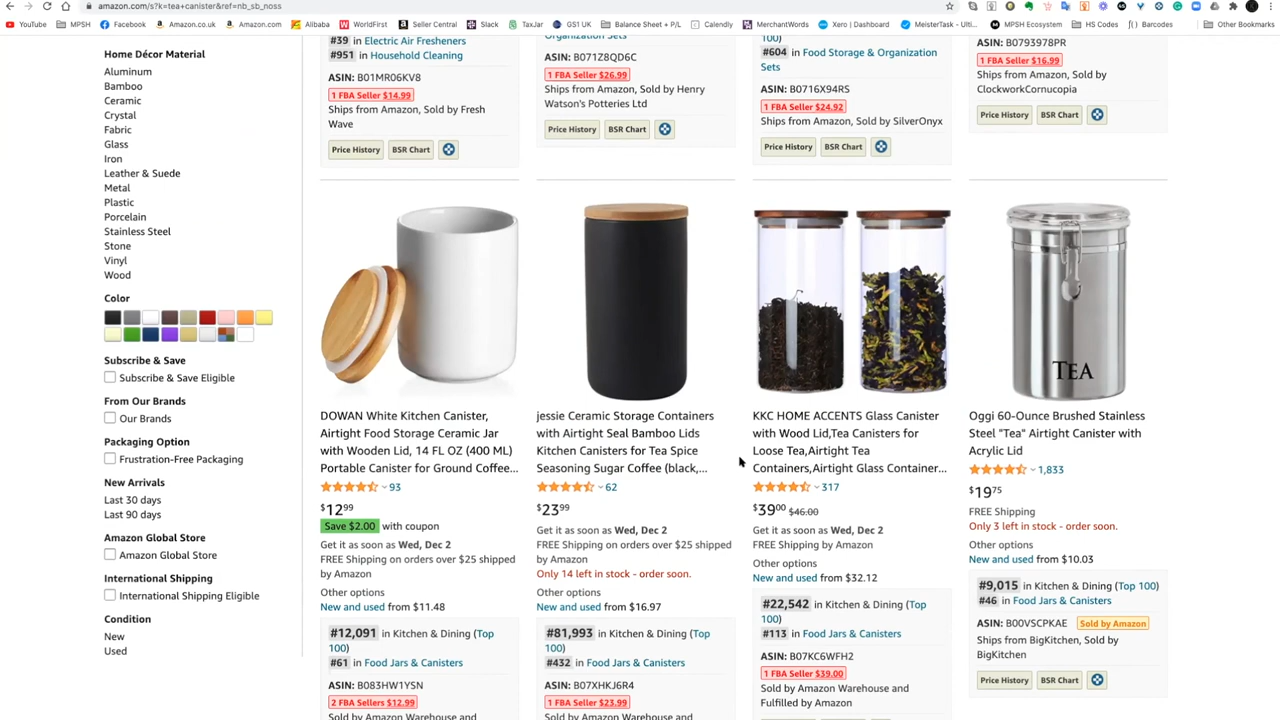 amazon.com/s?k=tea+canister&ref=nb_sb_noss
YouTube MPSH Facebook Amazon.co.uk Amazon.com Alibaba WorldFirst Seller Central Slack TaxJar GS1 UK Balance Sheet + P/L Calendly MerchantWords Xero | Dashboard MeisterTask - Ulti... MPSH Ecosystem HS Codes Barcodes Other Bookmarks
Home Décor Material
Aluminum
Bamboo
Ceramic
Crystal
Fabric
Glass
Iron
Leather & Suede
Metal
Plastic
Porcelain
Stainless Steel
Stone
Vinyl
Wood
Color
Subscribe & Save
Subscribe & Save Eligible
From Our Brands
Our Brands
Packaging Option
Frustration-Free Packaging
New Arrivals
Last 30 days
Last 90 days
Amazon Global Store
Amazon Global Store
International Shipping
International Shipping Eligible
Condition
New
Used
#39 in Electric Air Fresheners
#951 in Household Cleaning
ASIN: B01MR06KV8
1 FBA Seller $14.99
Ships from Amazon, Sold by Fresh
Wave
Price History BSR Chart
Organization Sets
ASIN: B071Z8QD6C
1 FBA Seller $26.99
Ships from Amazon, Sold by Henry
Watson's Potteries Ltd
Price History BSR Chart
100)
#604 in Food Storage & Organization
Sets
ASIN: B0716X94RS
1 FBA Seller $24.92
Ships from Amazon, Sold by SilverOnyx
Price History BSR Chart
ASIN: B0793978PR
1 FBA Seller $16.99
Ships from Amazon, Sold by
ClockworkCornucopia
Price History BSR Chart
DOWAN White Kitchen Canister,
Airtight Food Storage Ceramic Jar
with Wooden Lid, 14 FL OZ (400 ML)
Portable Canister for Ground Coffee...
93
$1299
Save $2.00 with coupon
Get it as soon as Wed, Dec 2
FREE Shipping on orders over $25 shipped
by Amazon
Other options
New and used from $11.48
#12,091 in Kitchen & Dining (Top
100)
#61 in Food Jars & Canisters
ASIN: B083HW1YSN
2 FBA Sellers $12.99
Sold by Amazon Warehouse and
jessie Ceramic Storage Containers
with Airtight Seal Bamboo Lids
Kitchen Canisters for Tea Spice
Seasoning Sugar Coffee (black,...
62
$2399
Get it as soon as Wed, Dec 2
FREE Shipping on orders over $25 shipped
by Amazon
Only 14 left in stock - order soon.
Other options
New and used from $16.97
#81,993 in Kitchen & Dining (Top
100)
#432 in Food Jars & Canisters
ASIN: B07XHKJ6R4
1 FBA Seller $23.99
Sold by Amazon Warehouse and
KKC HOME ACCENTS Glass Canister
with Wood Lid,Tea Canisters for
Loose Tea,Airtight Tea
Containers,Airtight Glass Container...
317
$3900 $46.00
Get it as soon as Wed, Dec 2
FREE Shipping by Amazon
Other options
New and used from $32.12
#22,542 in Kitchen & Dining (Top
100)
#113 in Food Jars & Canisters
ASIN: B07KC6WFH2
1 FBA Seller $39.00
Sold by Amazon Warehouse and
Fulfilled by Amazon
TEA
Oggi 60-Ounce Brushed Stainless
Steel "Tea" Airtight Canister with
Acrylic Lid
1,833
$1975
FREE Shipping
Only 3 left in stock - order soon.
Other options
New and used from $10.03
#9,015 in Kitchen & Dining (Top 100)
#46 in Food Jars & Canisters
ASIN: B00VSCPKAE Sold by Amazon
Ships from BigKitchen, Sold by
BigKitchen
Price History BSR Chart